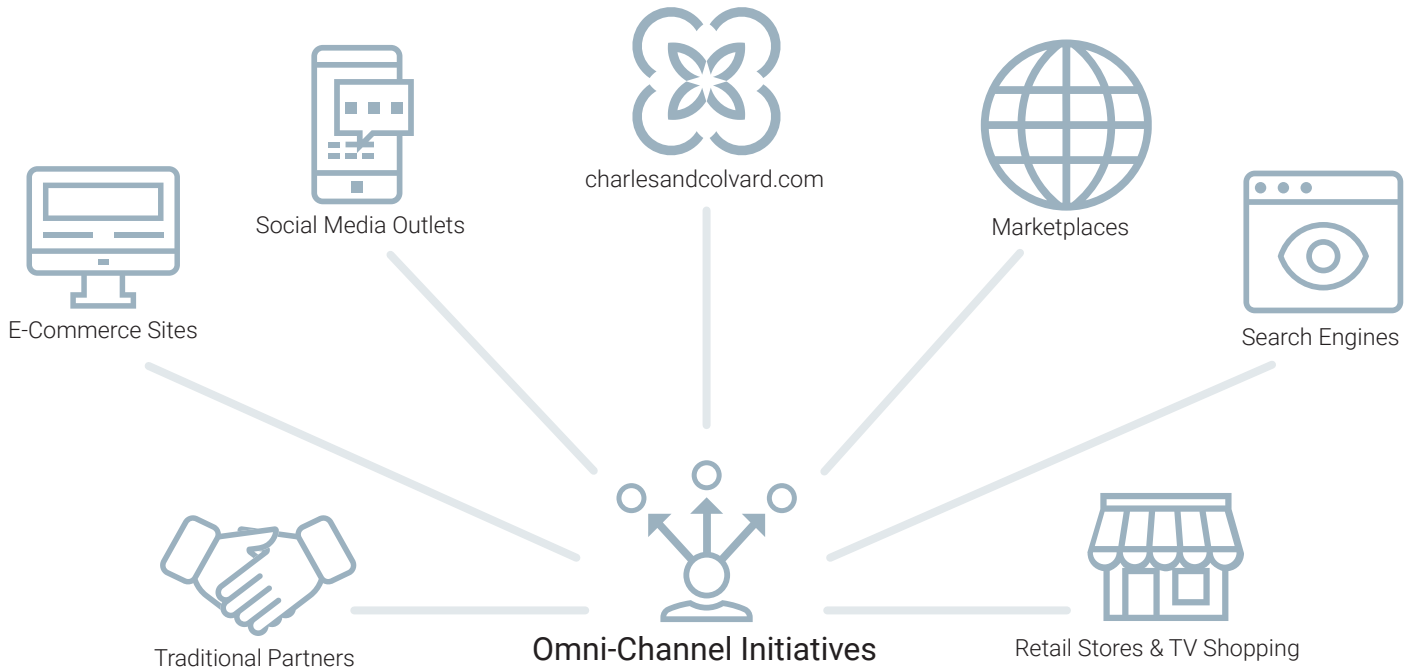 charlesandcolvard.com
Social Media Outlets
Marketplaces
E-Commerce Sites
Search Engines
Traditional Partners
Omni-Channel Initiatives
Retail Stores & TV Shopping